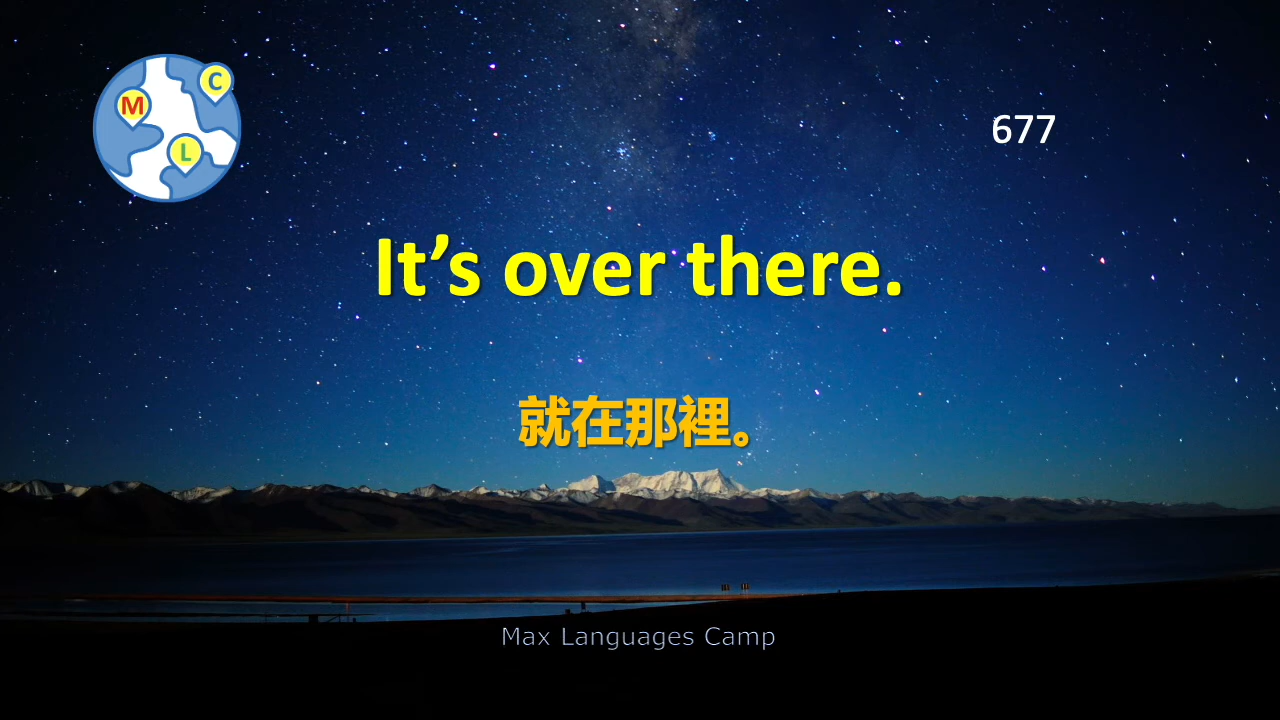 M
C
L
677
It’s over there.
就在那裡。
Max Languages Camp